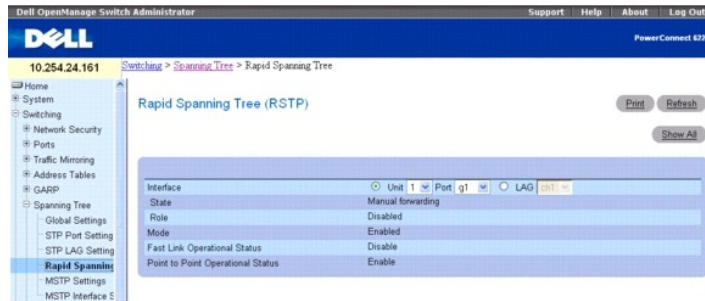 Dell OpenManage Switch Administrator
Support Help About Log Out
DELL
PowerConnect 622
10.254.24.161
Switching > Spanning Tree > Rapid Spanning Tree
Home
System
Switching
Network Security
Ports
Traffic Mirroring
Address Tables
GARP
Spanning Tree
Global Settings
STP Port Setting
STP LAG Setting
Rapid Spanning
MSTP Settings
MSTP Interface S
Rapid Spanning Tree (RSTP)
Print Refresh
Show All
Interface Unit 1 Port g1 LAG ch1
State Manual forwarding
Role Disabled
Mode Enabled
Fast Link Operational Status Disable
Point to Point Operational Status Enable